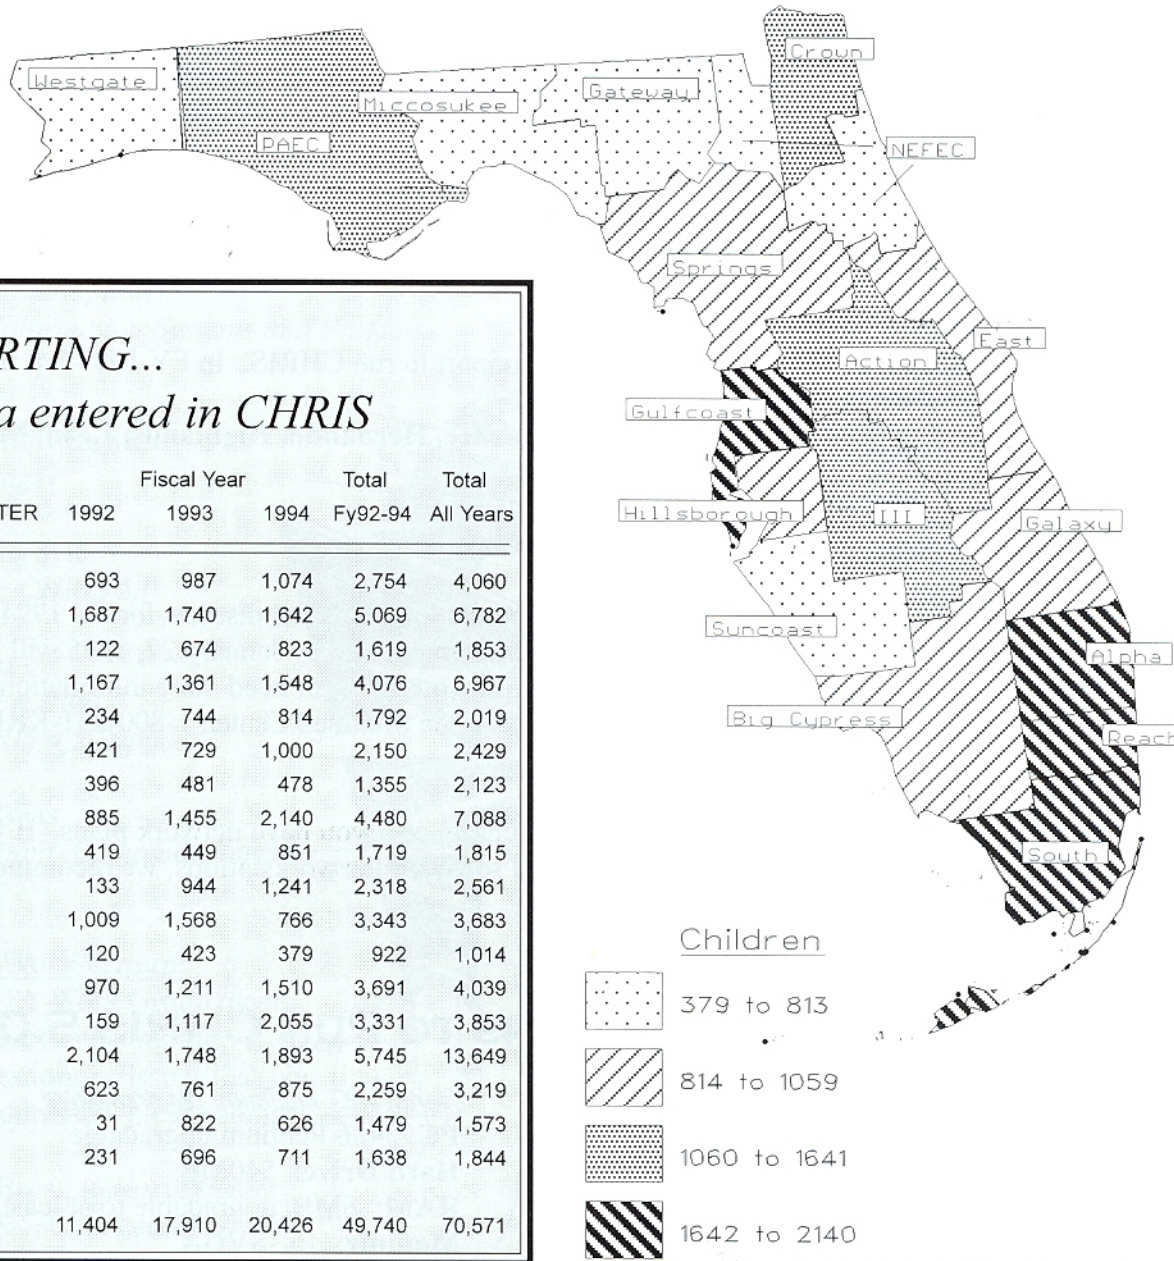 Westgate
PAEC
Miccosukee
Gateway
Crown
NEFEC
Springs
Action
East
Gulfcoast
Hillsborough
III
Galaxy
Suncoast
Alpha
Big Cypress
Reach
South
RTING...
a entered in CHRIS
Fiscal Year Total Total
TER 1992 1993 1994 Fy92-94 All Years
693 987 1,074 2,754 4,060
1,687 1,740 1,642 5,069 6,782
122 674 823 1,619 1,853
1,167 1,361 1,548 4,076 6,967
234 744 814 1,792 2,019
421 729 1,000 2,150 2,429
396 481 478 1,355 2,123
885 1,455 2,140 4,480 7,088
419 449 851 1,719 1,815
133 944 1,241 2,318 2,561
1,009 1,568 766 3,343 3,683
120 423 379 922 1,014
970 1,211 1,510 3,691 4,039
159 1,117 2,055 3,331 3,853
2,104 1,748 1,893 5,745 13,649
623 761 875 2,259 3,219
31 822 626 1,479 1,573
231 696 711 1,638 1,844
11,404 17,910 20,426 49,740 70,571
Children
379 to 813
814 to 1059
1060 to 1641
1642 to 2140